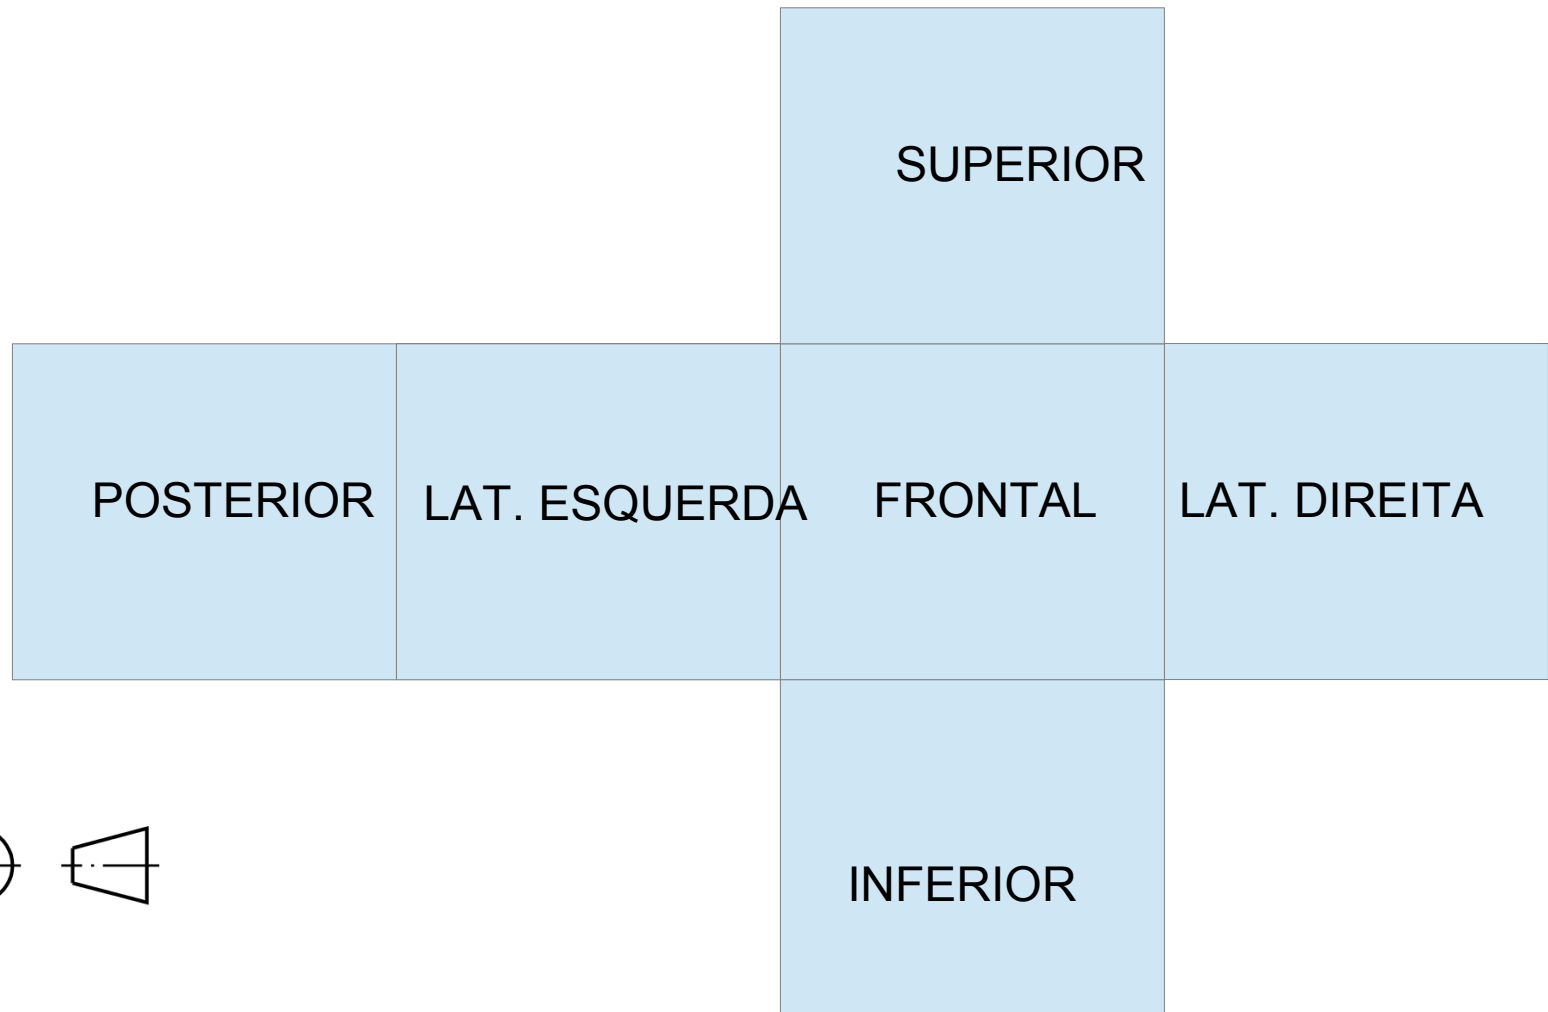 SUPERIOR
POSTERIOR
LAT. ESQUERDA
FRONTAL
LAT. DIREITA
INFERIOR